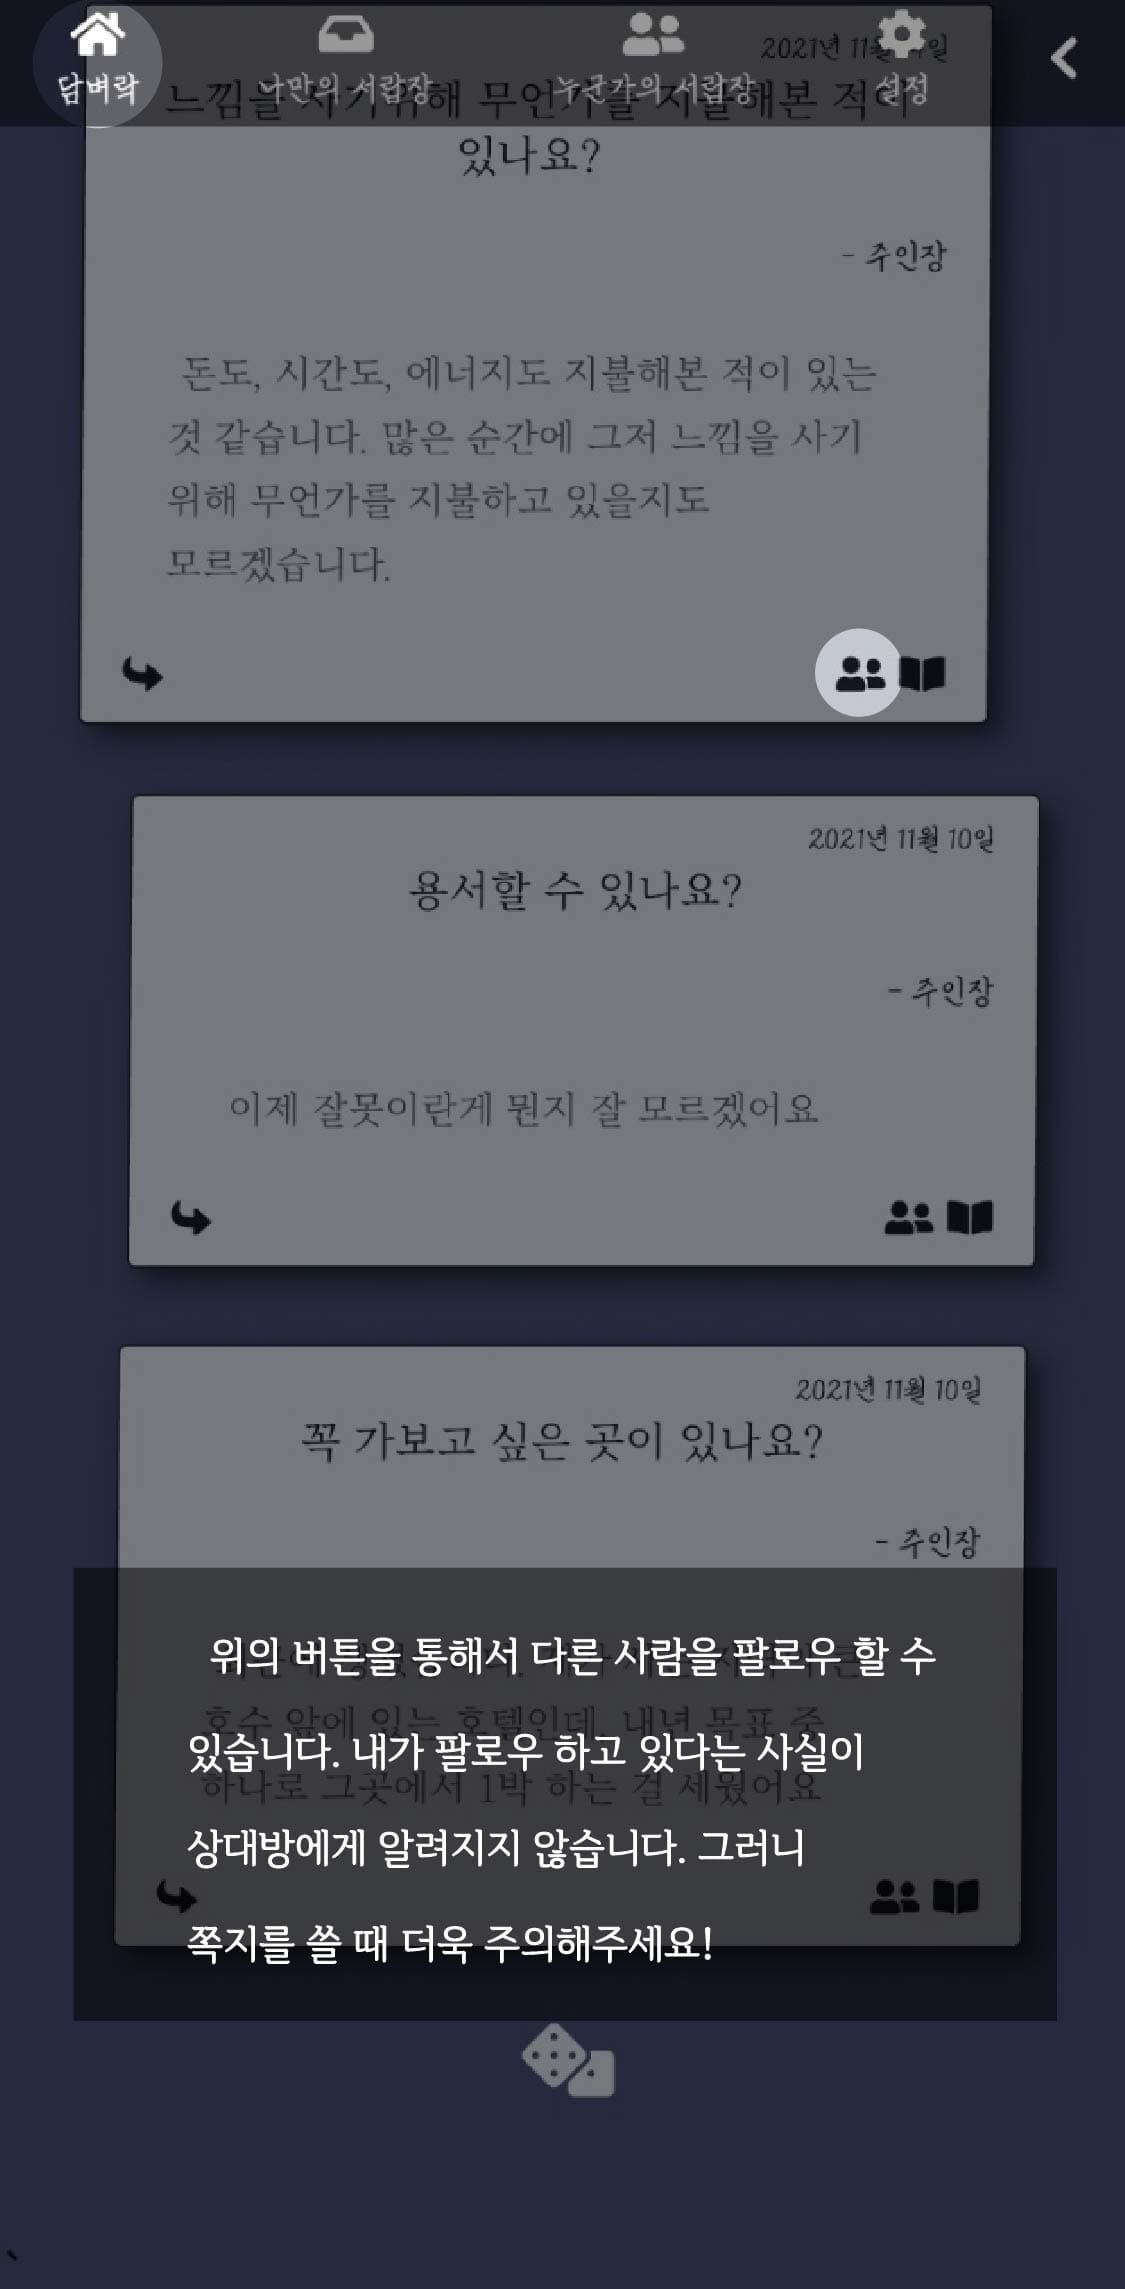 담벼락
나만의 서랍장
누군가의 서랍장
설정
2021년 11월
느낌을 사기위해 무언가를 지불해본 적이
있나요?
- 주인장
돈도, 시간도, 에너지도 지불해본 적이 있는
것 같습니다. 많은 순간에 그저 느낌을 사기
위해 무언가를 지불하고 있을지도
모르겠습니다.
2021년 11월 10일
용서할 수 있나요?
- 주인장
이제 잘못이란게 뭔지 잘 모르겠어요
2021년 11월 10일
꼭 가보고 싶은 곳이 있나요?
- 주인장
호수 앞에 있는 호텔인데. 내년 목표 중
하나로 그곳에서 1박 하는 걸 세웠어요
위의 버튼을 통해서 다른 사람을 팔로우 할 수
있습니다. 내가 팔로우 하고 있다는 사실이
상대방에게 알려지지 않습니다. 그러니
쪽지를 쓸 때 더욱 주의해주세요!